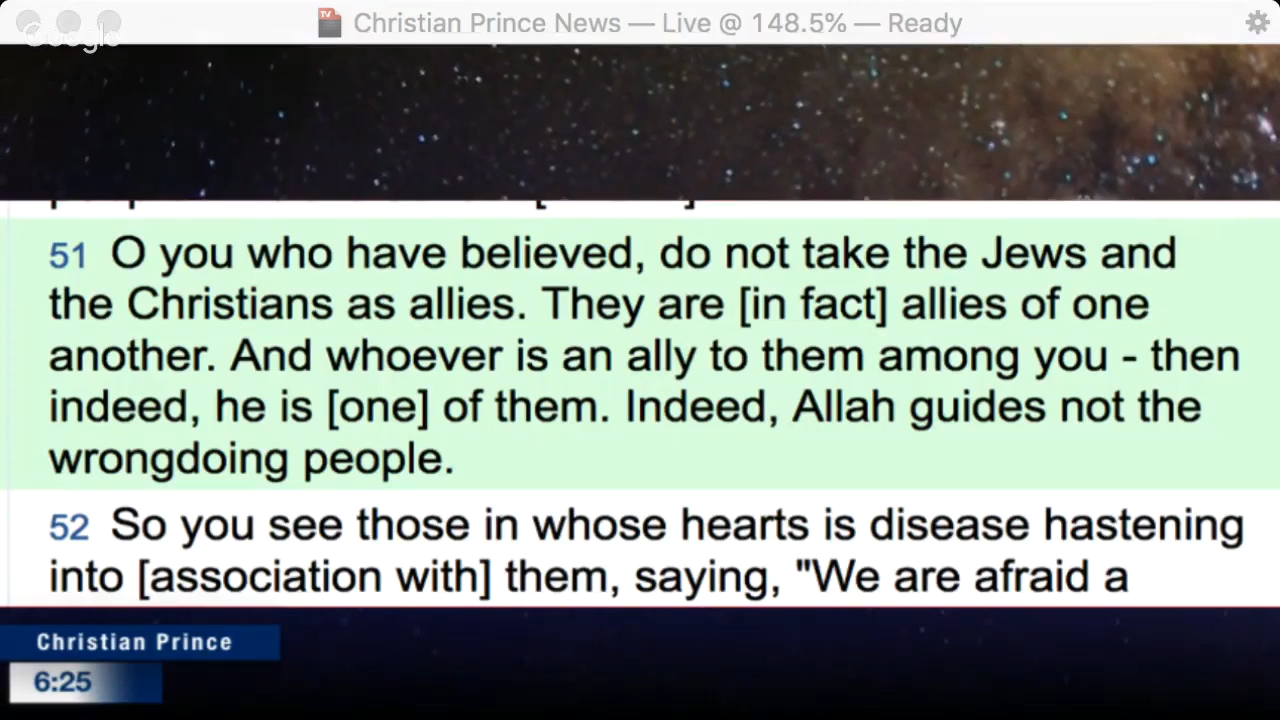 Christian Prince News — Live @ 148.5% — Ready
Google
51 O you who have believed, do not take the Jews and
the Christians as allies. They are [in fact] allies of one
another. And whoever is an ally to them among you - then
indeed, he is [one] of them. Indeed, Allah guides not the
wrongdoing people.
52 So you see those in whose hearts is disease hastening
into [association with] them, saying, "We are afraid a
Christian Prince
6:25